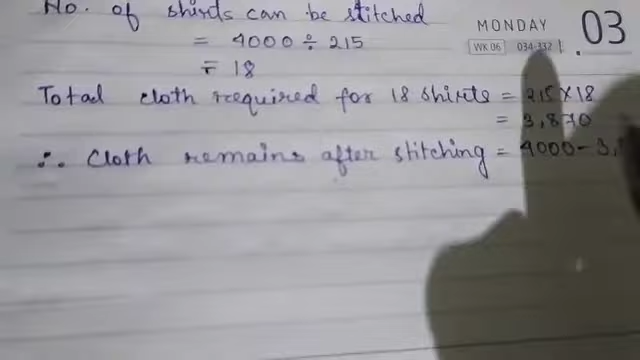 No. of shirts can be stitched
= 4000 ÷ 215
= 18
MONDAY
WK 06 034-332
.03
Total cloth required for 18 shirts = 215 × 18
= 3,870
∴ Cloth remains after stitching = 4000 - 3,